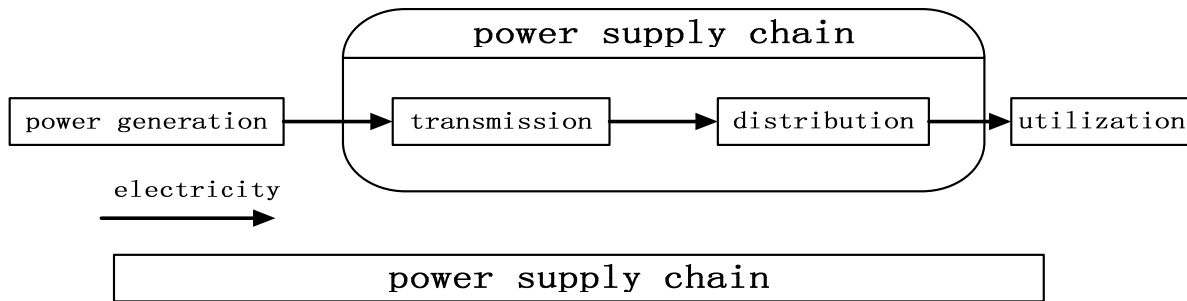 power supply chain
power generation
transmission
distribution
utilization
electricity
power supply chain